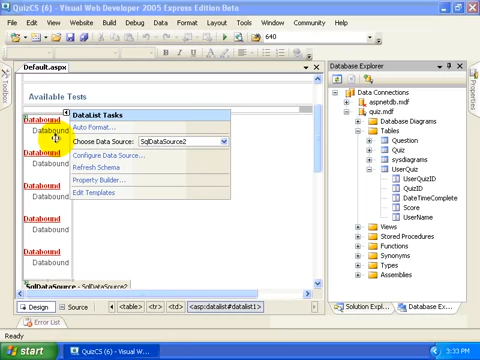 QuizCS (6) - Visual Web Developer 2005 Express Edition Beta
File Edit View Website Build Debug Data Format Layout Tools Window Community Help
640
Default.aspx
Database Explorer
Toolbox
Properties
Available Tests
Databound
Databound
Databound
Databound
Databound
Databound
Databound
Databound
Databound
Databound
DataList Tasks
Auto Format...
Choose Data Source: SqlDataSource2
Configure Data Source...
Refresh Schema
Property Builder...
Edit Templates
SqlDataSource - SqlDataSource2
Data Connections
aspnetdb.mdf
quiz.mdf
Database Diagrams
Tables
Question
Quiz
sysdiagrams
UserQuiz
UserQuizID
QuizID
DateTimeComplete
Score
UserName
Views
Stored Procedures
Functions
Synonyms
Types
Assemblies
Design Source <table> <tr> <td> <asp:datalist#datalist1>
Solution Expl... Database Ex...
Error List
Ready
start QuizCS (6) - Visual W... 3:33 PM